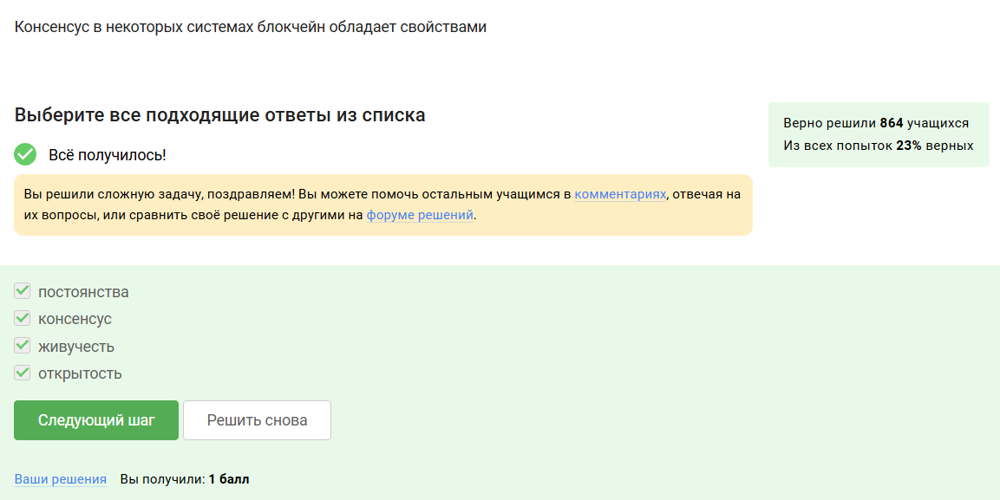 Консенсус в некоторых системах блокчейн обладает свойствами
Выберите все подходящие ответы из списка
Верно решили 864 учащихся
Из всех попыток 23% верных
Всё получилось!
Вы решили сложную задачу, поздравляем! Вы можете помочь остальным учащимся в комментариях, отвечая на
их вопросы, или сравнить своё решение с другими на форуме решений.
постоянства
консенсус
живучесть
открытость
Следующий шаг
Решить снова
Ваши решения Вы получили: 1 балл